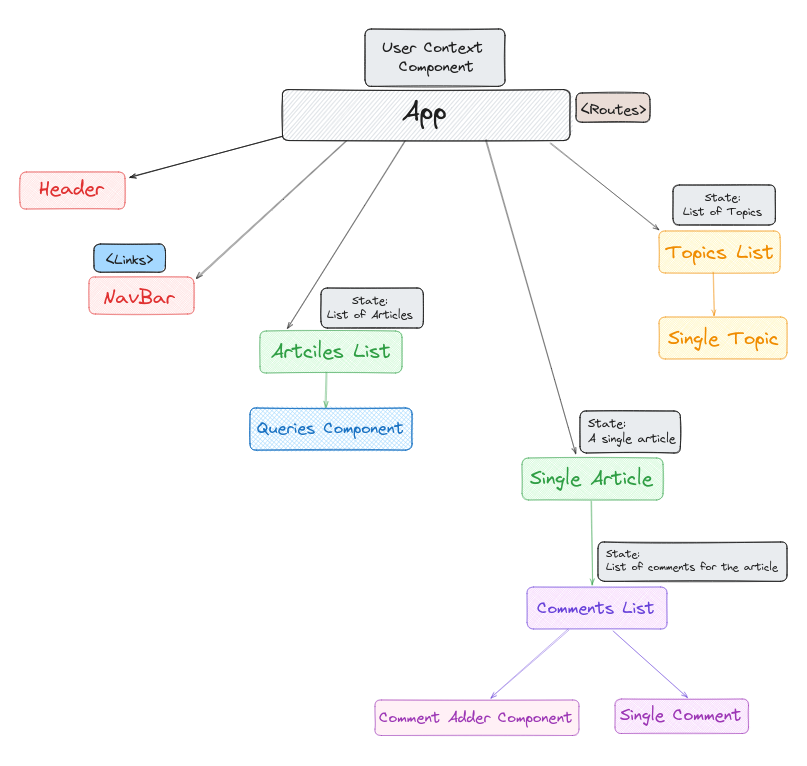 User Context
Component
App
<Routes>
Header
State:
List of Topics
<Links>
Topics List
NavBar
State:
List of Articles
Single Topic
Artciles List
Queries Component
State:
A single article
Single Article
State:
List of comments for the article
Comments List
Comment Adder Component
Single Comment